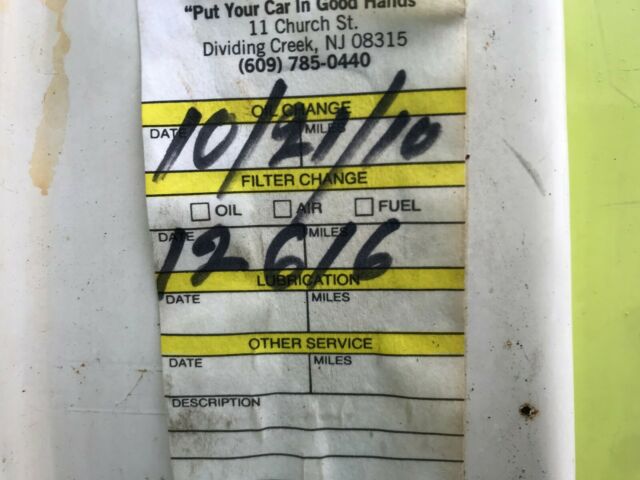 "Put Your Car In Good Hands"
11 Church St.
Dividing Creek, NJ 08315
(609) 785-0440
OIL CHANGE
DATE MILES
10/21/10
FILTER CHANGE
OIL AIR FUEL
DATE MILES
12616
LUBRICATION
DATE MILES
OTHER SERVICE
DATE MILES
DESCRIPTION